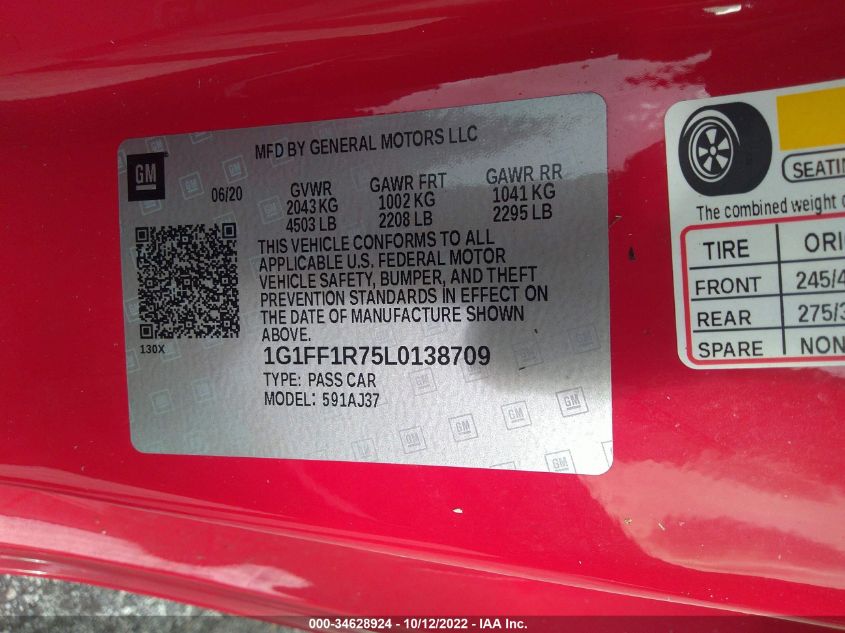 GM
MFD BY GENERAL MOTORS LLC
06/20 GVWR GAWR FRT GAWR RR
2043 KG 1002 KG 1041 KG
4503 LB 2208 LB 2295 LB
THIS VEHICLE CONFORMS TO ALL
APPLICABLE U.S. FEDERAL MOTOR
VEHICLE SAFETY, BUMPER, AND THEFT
PREVENTION STANDARDS IN EFFECT ON
THE DATE OF MANUFACTURE SHOWN
ABOVE.
130X
1G1FF1R75L0138709
TYPE: PASS CAR
MODEL: 591AJ37
SEATIN
The combined weight o
TIRE ORI
FRONT 245/4
REAR 275/3
SPARE NON
000-34628924 - 10/12/2022 - IAA Inc.